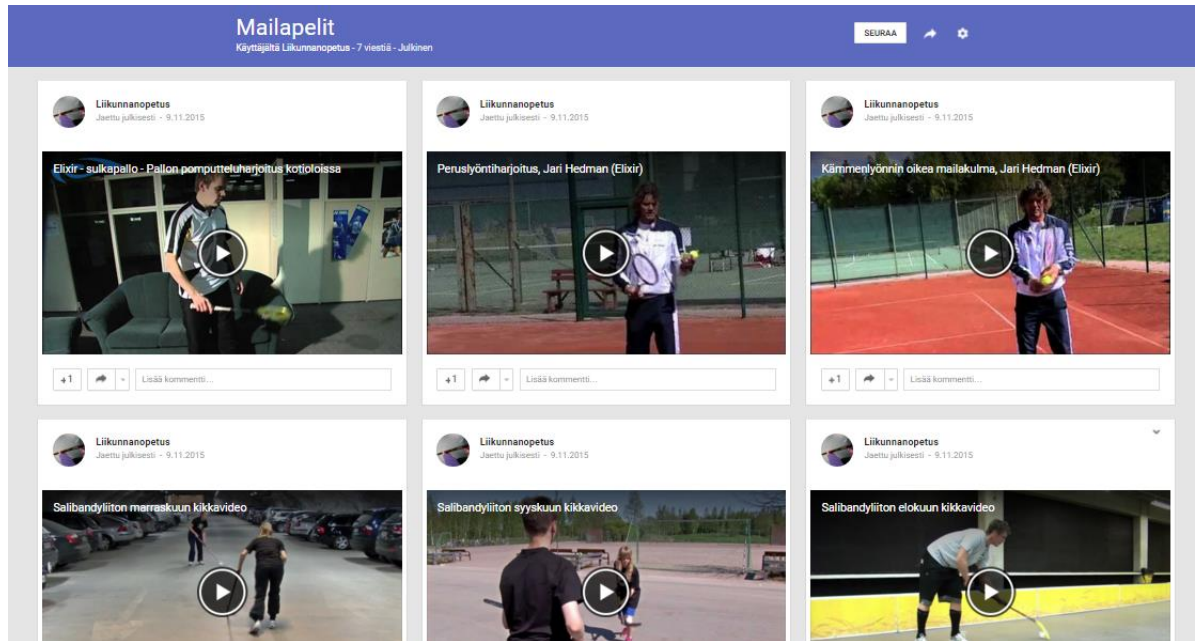 Mailapelit
Käyttäjältä Liikunnanopetus - 7 viestiä - Julkinen
SEURAA
Liikunnanopetus
Jaettu julkisesti - 9.11.2015
Elixir - sulkapallo - Pallon pomputteluharjoitus kotioloissa
+1
Lisää kommentti...
Liikunnanopetus
Jaettu julkisesti - 9.11.2015
Peruslyöntiharjoitus, Jari Hedman (Elixir)
+1
Lisää kommentti...
Liikunnanopetus
Jaettu julkisesti - 9.11.2015
Kämmenlyönnin oikea mailakulma, Jari Hedman (Elixir)
+1
Lisää kommentti...
Liikunnanopetus
Jaettu julkisesti - 9.11.2015
Salibandyliiton marraskuun kikkavideo
Liikunnanopetus
Jaettu julkisesti - 9.11.2015
Salibandyliiton syyskuun kikkavideo
Liikunnanopetus
Jaettu julkisesti - 9.11.2015
Salibandyliiton elokuun kikkavideo